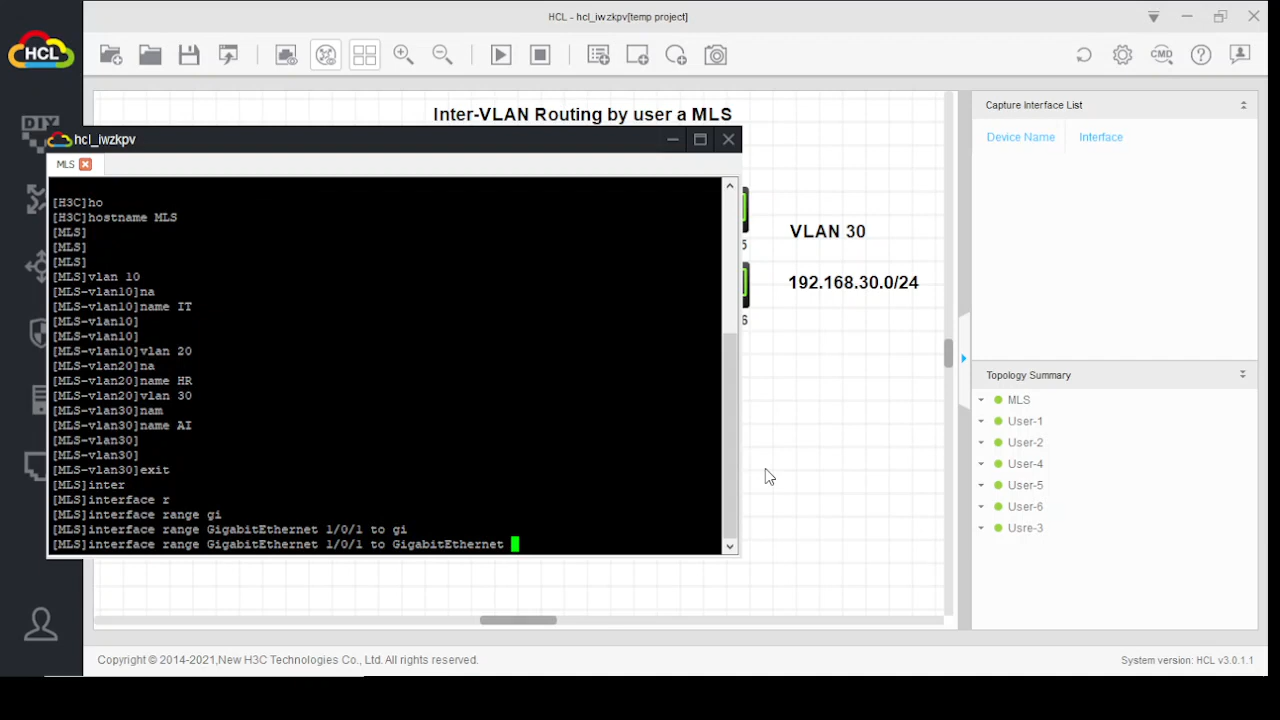 HCL - hcl_iwzkpv[temp project]
HCL
CMD
DIY
Inter-VLAN Routing by user a MLS
hcl_iwzkpv
MLS
[H3C]ho
[H3C]hostname MLS
[MLS]
[MLS]
[MLS]
[MLS]vlan 10
[MLS-vlan10]na
[MLS-vlan10]name IT
[MLS-vlan10]
[MLS-vlan10]
[MLS-vlan10]vlan 20
[MLS-vlan20]na
[MLS-vlan20]name HR
[MLS-vlan20]vlan 30
[MLS-vlan30]nam
[MLS-vlan30]name AI
[MLS-vlan30]
[MLS-vlan30]
[MLS-vlan30]exit
[MLS]inter
[MLS]interface r
[MLS]interface range gi
[MLS]interface range GigabitEthernet 1/0/1 to gi
[MLS]interface range GigabitEthernet 1/0/1 to GigabitEthernet
5
VLAN 30
192.168.30.0/24
6
Capture Interface List
Device Name Interface
Topology Summary
MLS
User-1
User-2
User-4
User-5
User-6
Usre-3
Copyright © 2014-2021,New H3C Technologies Co., Ltd. All rights reserved.
System version: HCL v3.0.1.1